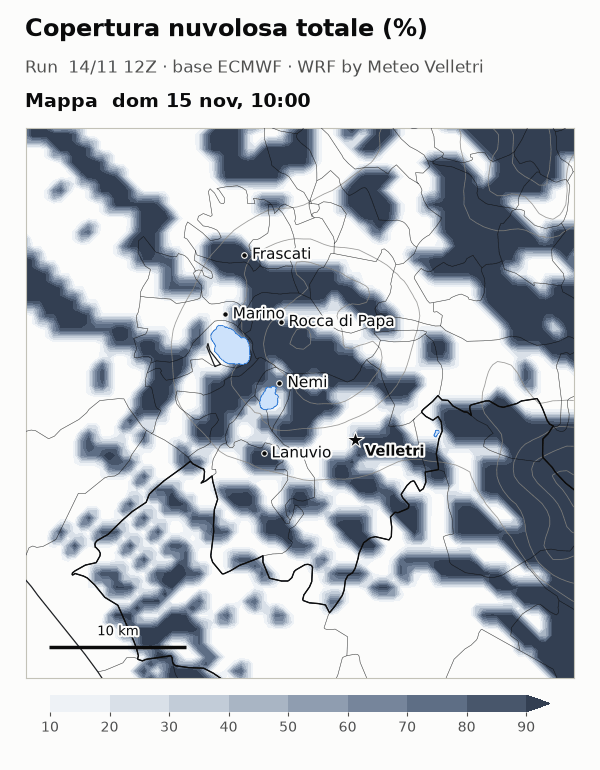 Copertura nuvolosa totale (%)
Run  14/11 12Z · base ECMWF · WRF by Meteo Velletri
Mappa  dom 15 nov, 10:00
Frascati
Marino
Rocca di Papa
Nemi
Velletri
Lanuvio
10 km
10 20 30 40 50 60 70 80 90